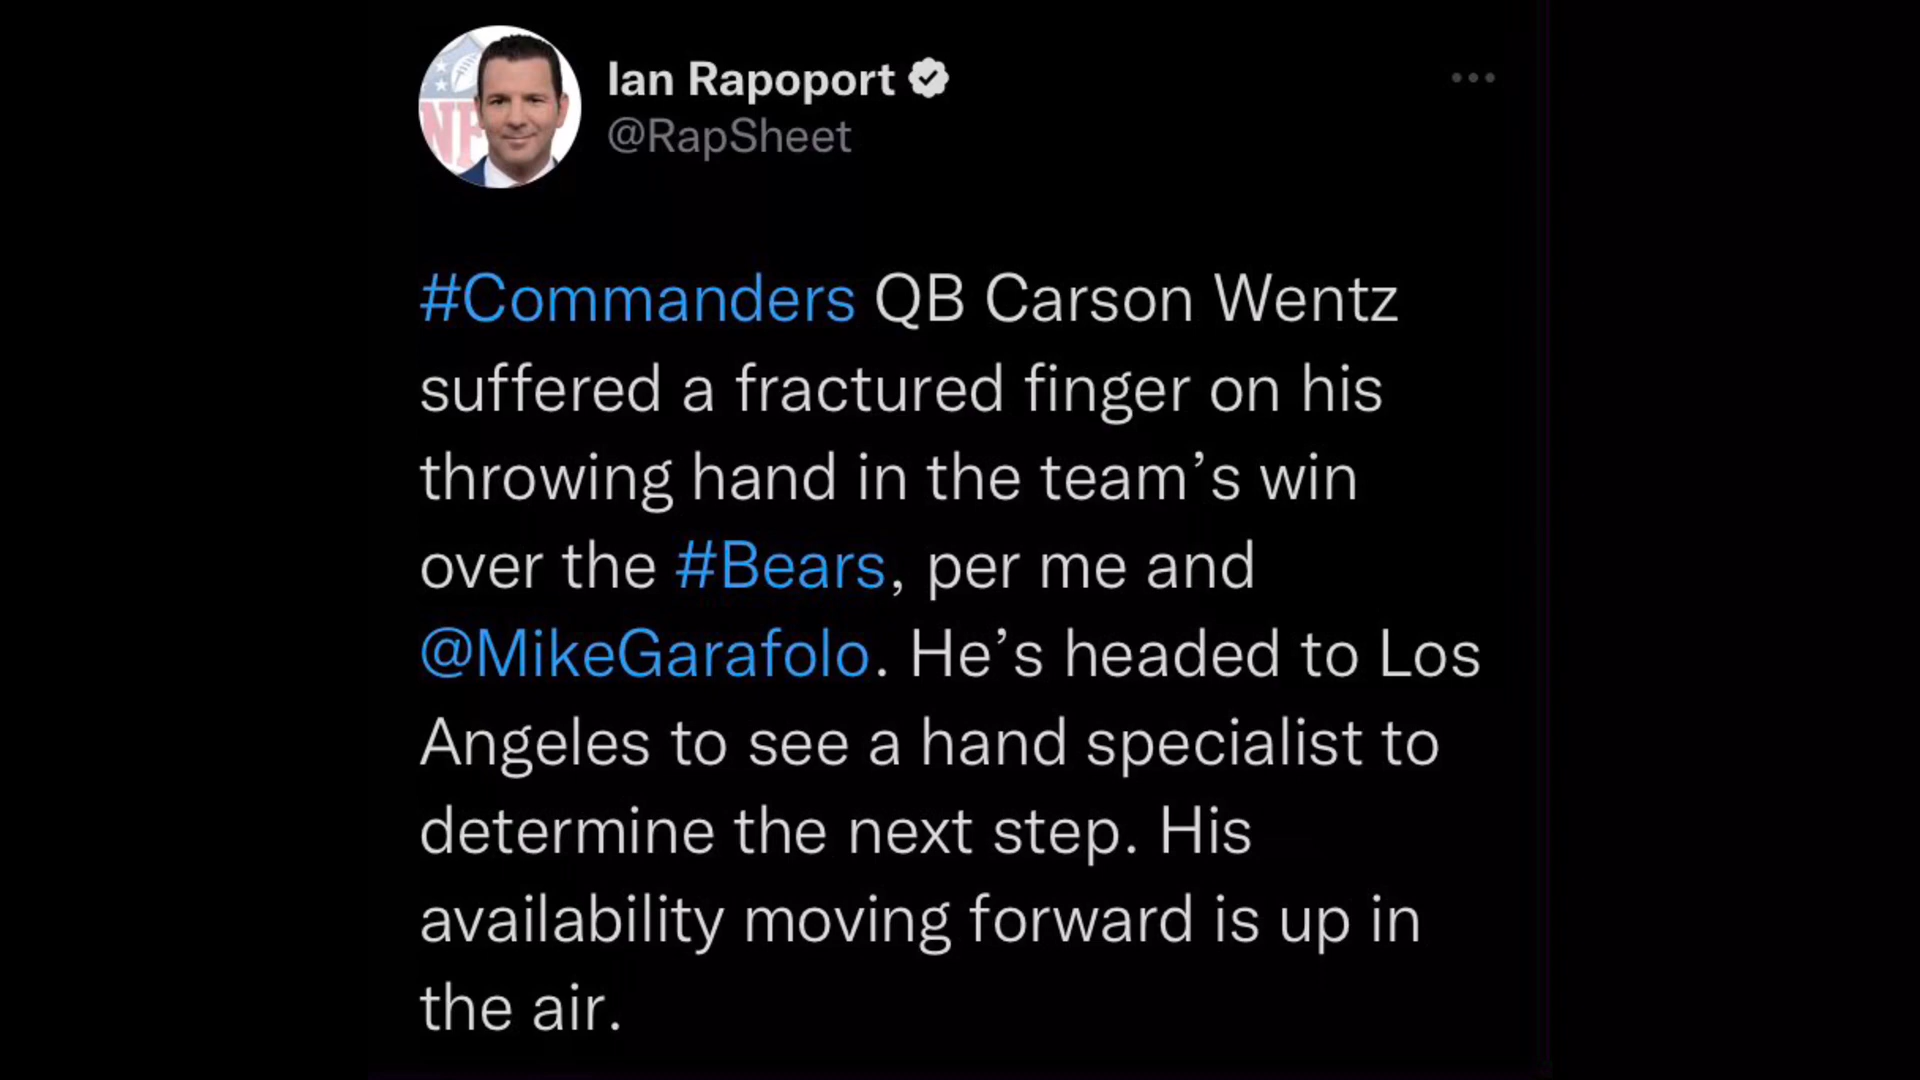 Ian Rapoport
@RapSheet
#Commanders QB Carson Wentz
suffered a fractured finger on his
throwing hand in the team’s win
over the #Bears, per me and
@MikeGarafolo. He’s headed to Los
Angeles to see a hand specialist to
determine the next step. His
availability moving forward is up in
the air.